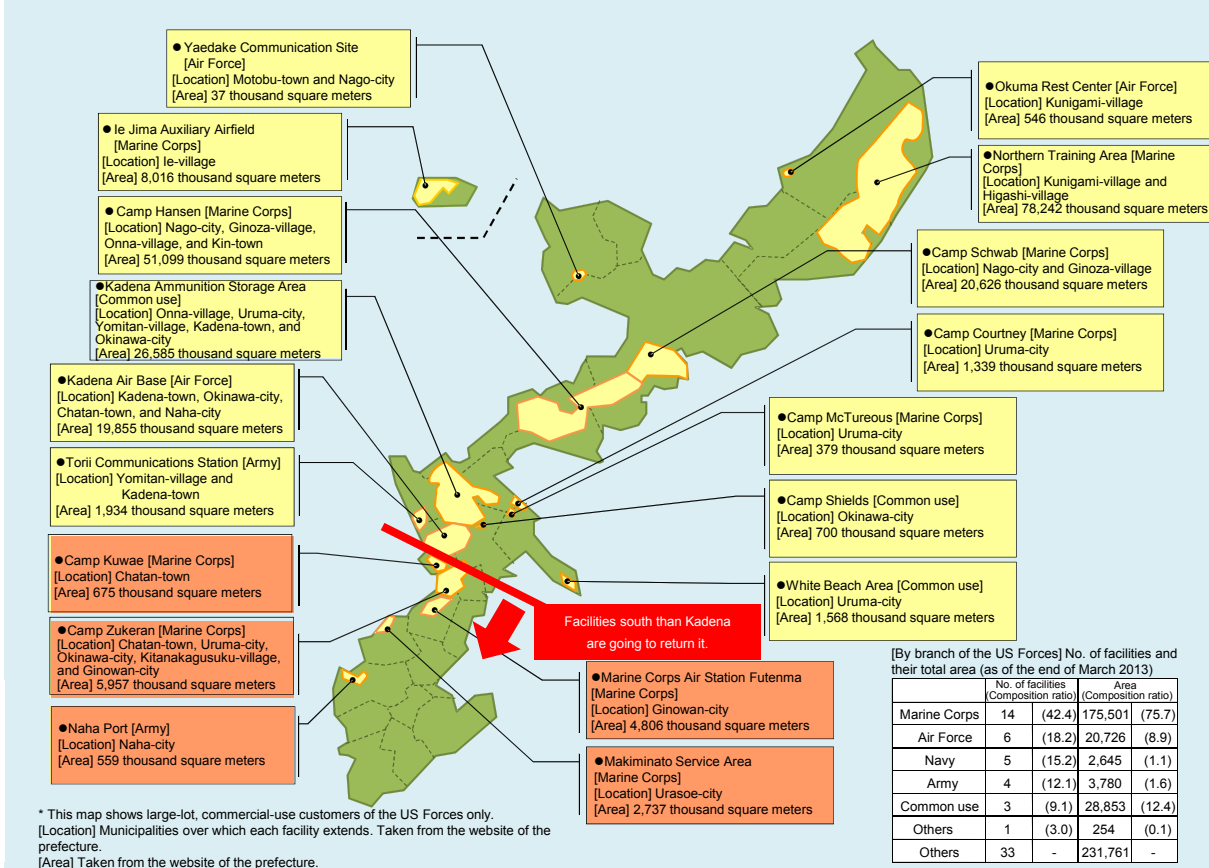 ● Yaedake Communication Site
[Air Force]
[Location] Motobu-town and Nago-city
[Area] 37 thousand square meters
● Ie Jima Auxiliary Airfield
[Marine Corps]
[Location] Ie-village
[Area] 8,016 thousand square meters
● Camp Hansen [Marine Corps]
[Location] Nago-city, Ginoza-village,
Onna-village, and Kin-town
[Area] 51,099 thousand square meters
●Kadena Ammunition Storage Area
[Common use]
[Location] Onna-village, Uruma-city,
Yomitan-village, Kadena-town, and
Okinawa-city
[Area] 26,585 thousand square meters
●Kadena Air Base [Air Force]
[Location] Kadena-town, Okinawa-city,
Chatan-town, and Naha-city
[Area] 19,855 thousand square meters
●Torii Communications Station [Army]
[Location] Yomitan-village and
Kadena-town
[Area] 1,934 thousand square meters
●Camp Kuwae [Marine Corps]
[Location] Chatan-town
[Area] 675 thousand square meters
●Camp Zukeran [Marine Corps]
[Location] Chatan-town, Uruma-city,
Okinawa-city, Kitanakagusuku-village,
and Ginowan-city
[Area] 5,957 thousand square meters
●Naha Port [Army]
[Location] Naha-city
[Area] 559 thousand square meters
●Okuma Rest Center [Air Force]
[Location] Kunigami-village
[Area] 546 thousand square meters
●Northern Training Area [Marine
Corps]
[Location] Kunigami-village and
Higashi-village
[Area] 78,242 thousand square meters
●Camp Schwab [Marine Corps]
[Location] Nago-city and Ginoza-village
[Area] 20,626 thousand square meters
●Camp Courtney [Marine Corps]
[Location] Uruma-city
[Area] 1,339 thousand square meters
●Camp McTureous [Marine Corps]
[Location] Uruma-city
[Area] 379 thousand square meters
●Camp Shields [Common use]
[Location] Okinawa-city
[Area] 700 thousand square meters
●White Beach Area [Common use]
[Location] Uruma-city
[Area] 1,568 thousand square meters
Facilities south than Kadena
are going to return it.
●Marine Corps Air Station Futenma
[Marine Corps]
[Location] Ginowan-city
[Area] 4,806 thousand square meters
●Makiminato Service Area
[Marine Corps]
[Location] Urasoe-city
[Area] 2,737 thousand square meters
[By branch of the US Forces] No. of facilities and
their total area (as of the end of March 2013)
No. of facilities (Composition ratio) Area (Composition ratio)
Marine Corps 14 (42.4) 175,501 (75.7)
Air Force 6 (18.2) 20,726 (8.9)
Navy 5 (15.2) 2,645 (1.1)
Army 4 (12.1) 3,780 (1.6)
Common use 3 (9.1) 28,853 (12.4)
Others 1 (3.0) 254 (0.1)
Others 33 - 231,761 -
* This map shows large-lot, commercial-use customers of the US Forces only.
[Location] Municipalities over which each facility extends. Taken from the website of the
prefecture.
[Area] Taken from the website of the prefecture.